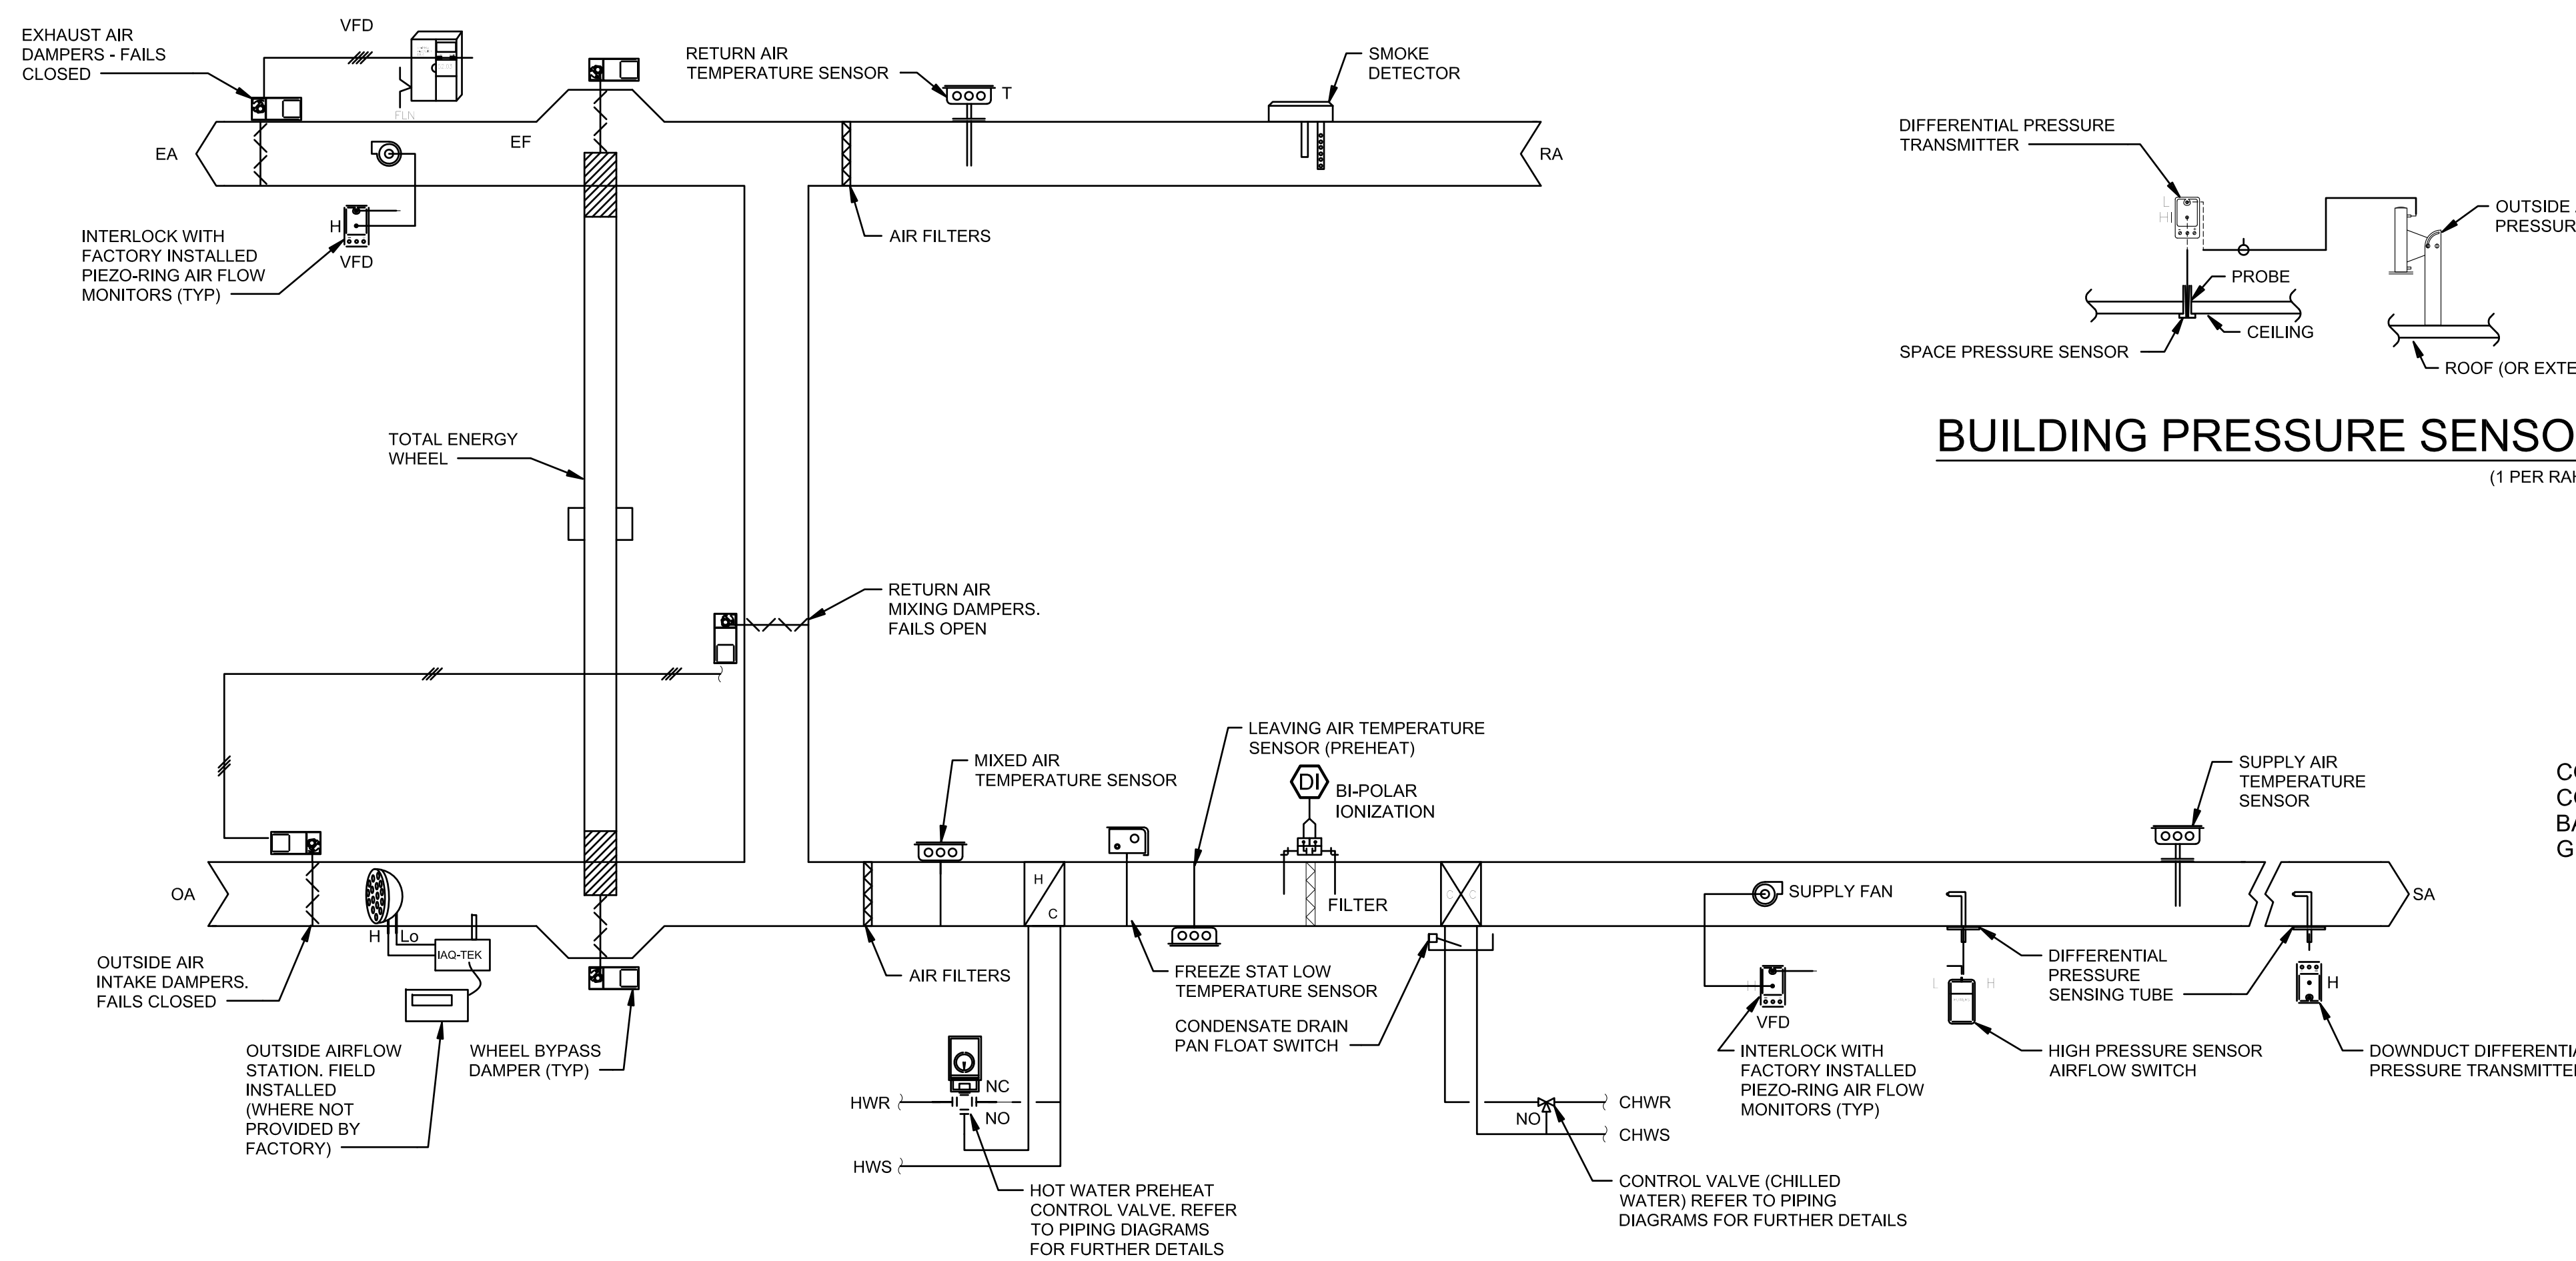 EXHAUST AIR
DAMPERS - FAILS
CLOSED
VFD
FLN
EA
EF
INTERLOCK WITH
FACTORY INSTALLED
PIEZO-RING AIR FLOW
MONITORS (TYP)
H
VFD
RETURN AIR
TEMPERATURE SENSOR
T
SMOKE
DETECTOR
RA
AIR FILTERS
TOTAL ENERGY
WHEEL
RETURN AIR
MIXING DAMPERS.
FAILS OPEN
DIFFERENTIAL PRESSURE
TRANSMITTER
L
H
OUTSIDE
PRESSUR
PROBE
CEILING
SPACE PRESSURE SENSOR
ROOF (OR EXTE
BUILDING PRESSURE SENSO
(1 PER RAH
OA
OUTSIDE AIR
INTAKE DAMPERS.
FAILS CLOSED
H
Lo
IAQ-TEK
OUTSIDE AIRFLOW
STATION. FIELD
INSTALLED
(WHERE NOT
PROVIDED BY
FACTORY)
WHEEL BYPASS
DAMPER (TYP)
AIR FILTERS
MIXED AIR
TEMPERATURE SENSOR
H
C
LEAVING AIR TEMPERATURE
SENSOR (PREHEAT)
DI
BI-POLAR
IONIZATION
FILTER
FREEZE STAT LOW
TEMPERATURE SENSOR
CONDENSATE DRAIN
PAN FLOAT SWITCH
HWR
NC
NO
HWS
HOT WATER PREHEAT
CONTROL VALVE. REFER
TO PIPING DIAGRAMS
FOR FURTHER DETAILS
C C
NO
CHWR
CHWS
CONTROL VALVE (CHILLED
WATER) REFER TO PIPING
DIAGRAMS FOR FURTHER DETAILS
SUPPLY FAN
H
VFD
INTERLOCK WITH
FACTORY INSTALLED
PIEZO-RING AIR FLOW
MONITORS (TYP)
SUPPLY AIR
TEMPERATURE
SENSOR
SA
DIFFERENTIAL
PRESSURE
SENSING TUBE
L
H
HIGH PRESSURE SENSOR
AIRFLOW SWITCH
H
DOWNDUCT DIFFERENTIA
PRESSURE TRANSMITTE
CO
CO
BA
G